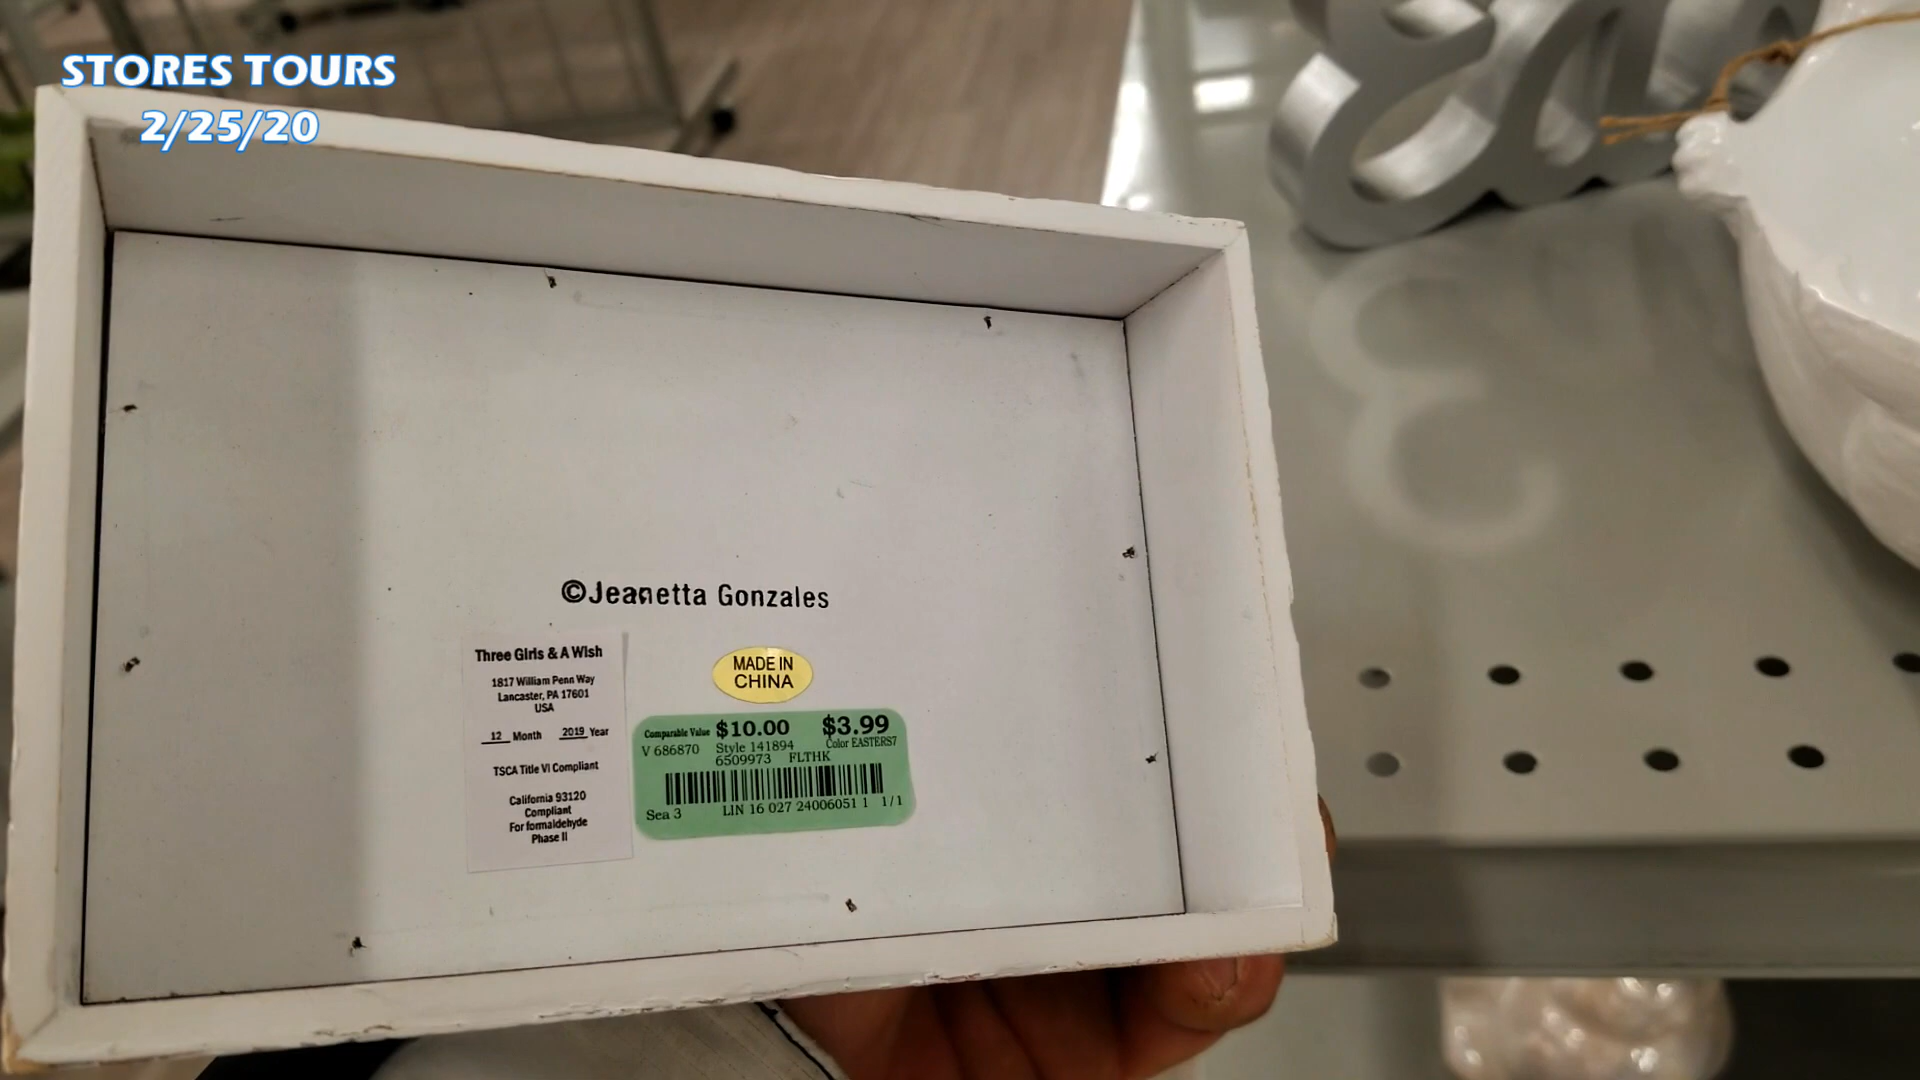 STORES TOURS
2/25/20
©Jeanetta Gonzales
Three Girls & A Wish
1817 William Penn Way
Lancaster, PA 17601
USA
12 Month 2019 Year
TSCA Title VI Compliant
California 93120
Compliant
For formaldehyde
Phase II
MADE IN
CHINA
Comparable Value $10.00 $3.99
V 686870 Style 141894 Color EASTERS7
6509973 FLTHK
Sea 3 LIN 16 027 24006051 1 1/1